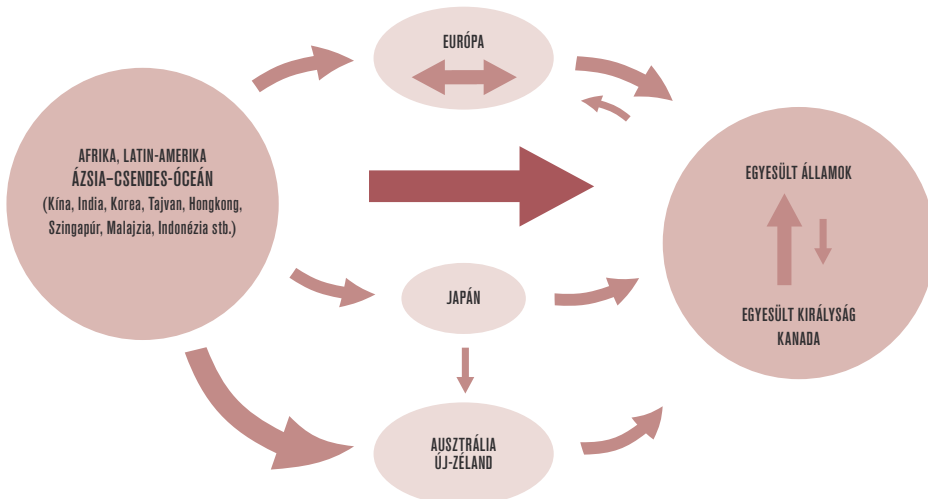 EURÓPA
AFRIKA, LATIN-AMERIKA
ÁZSIA–CSENDES-ÓCEÁN
(Kína, India, Korea, Tajvan, Hongkong,
Szingapúr, Malajzia, Indonézia stb.)
EGYESÜLT ÁLLAMOK
JAPÁN
EGYESÜLT KIRÁLYSÁG
KANADA
AUSZTRÁLIA
ÚJ-ZÉLAND